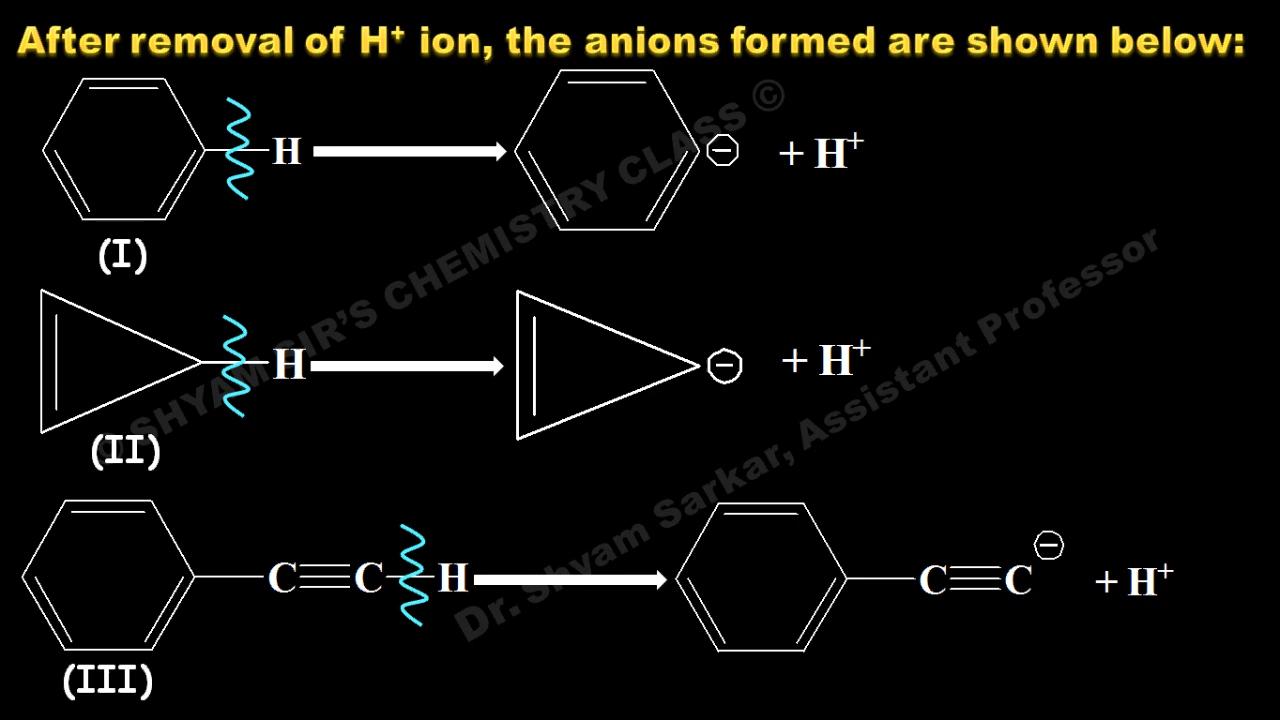 After removal of H⁺ ion, the anions formed are shown below:
H
⊖ + H⁺
(I)
H
⊖ + H⁺
(II)
C≡C H
C≡C⊖ + H⁺
(III)
© SHYAM SIR'S CHEMISTRY CLASS ©
Dr. Shyam Sarkar, Assistant Professor